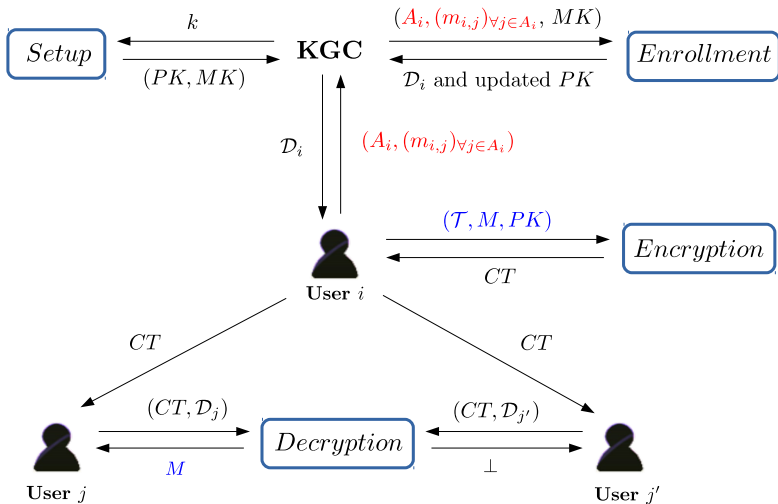 k
(A_i, (m_{i,j})_{∀j∈A_i}, MK)
Setup
KGC
Enrollment
(PK, MK)
𝒟_i and updated PK
𝒟_i
(A_i, (m_{i,j})_{∀j∈A_i})
(𝒯, M, PK)
Encryption
CT
User i
CT
CT
(CT, 𝒟_j)
(CT, 𝒟_{j′})
Decryption
M
⊥
User j
User j′